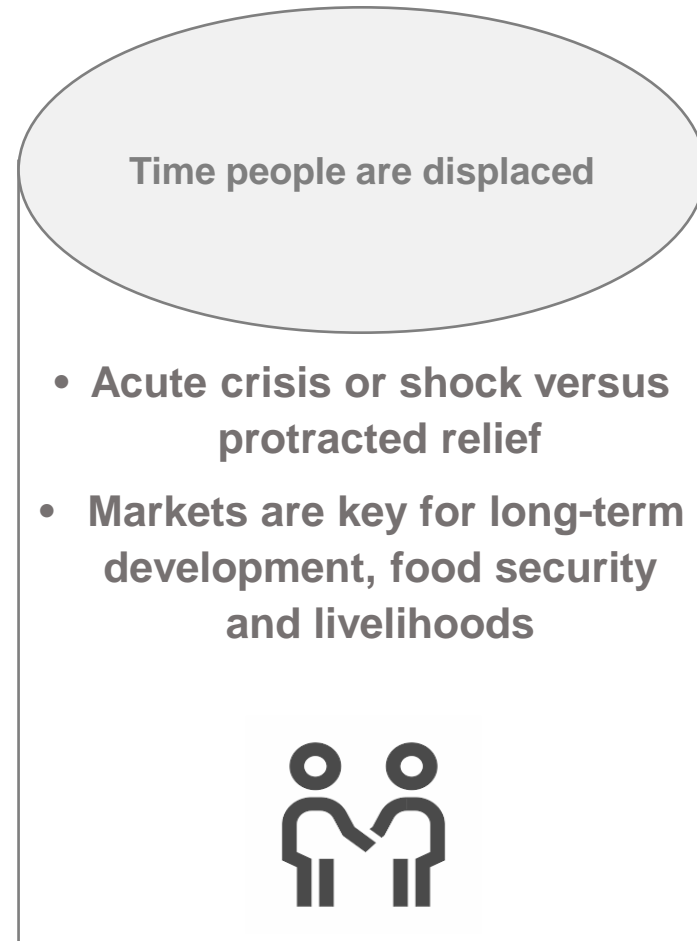 Time people are displaced
• Acute crisis or shock versus
protracted relief
• Markets are key for long-term
development, food security
and livelihoods